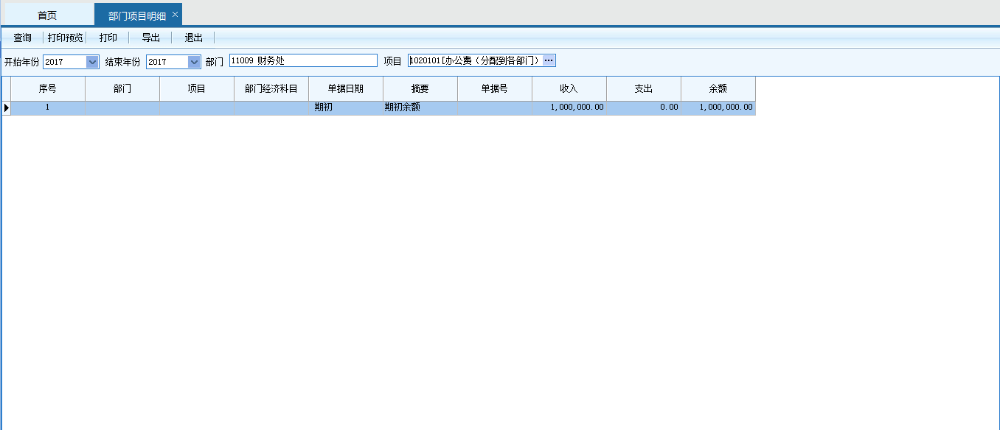 首页 部门项目明细 ×
查询 打印预览 打印 导出 退出
开始年份 2017 结束年份 2017 部门 11009 财务处 项目 1020101[办公费（分配到各部门） ...
序号 部门 项目 部门经济科目 单据日期 摘要 单据号 收入 支出 余额
1 期初 期初余额 1,000,000.00 0.00 1,000,000.00